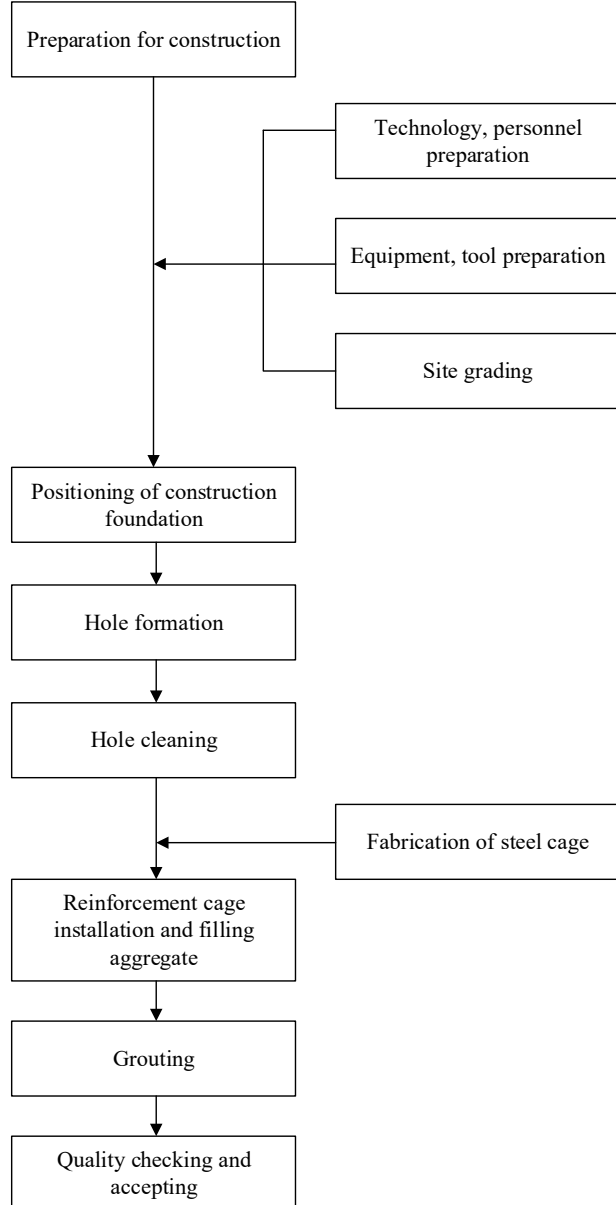 Preparation for construction
Technology, personnel
preparation
Equipment, tool preparation
Site grading
Positioning of construction
foundation
Hole formation
Hole cleaning
Fabrication of steel cage
Reinforcement cage
installation and filling
aggregate
Grouting
Quality checking and
accepting